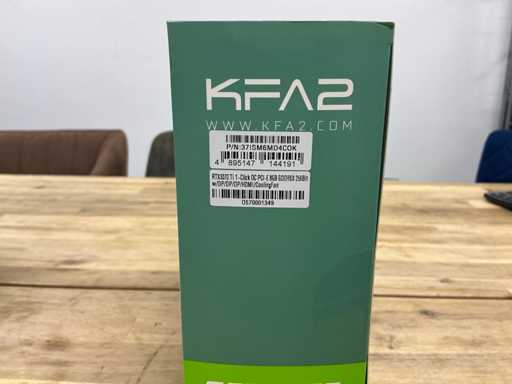 KFA2
WWW.KFA2.COM
P/N:37ISM6MD4COK
4 895147 144191
RTX3070 Ti 1-Click OC PCI-E 8GB GDDR6X 256Bit
w/DP/DP/DP/HDMI/CoolingFan
0570001349